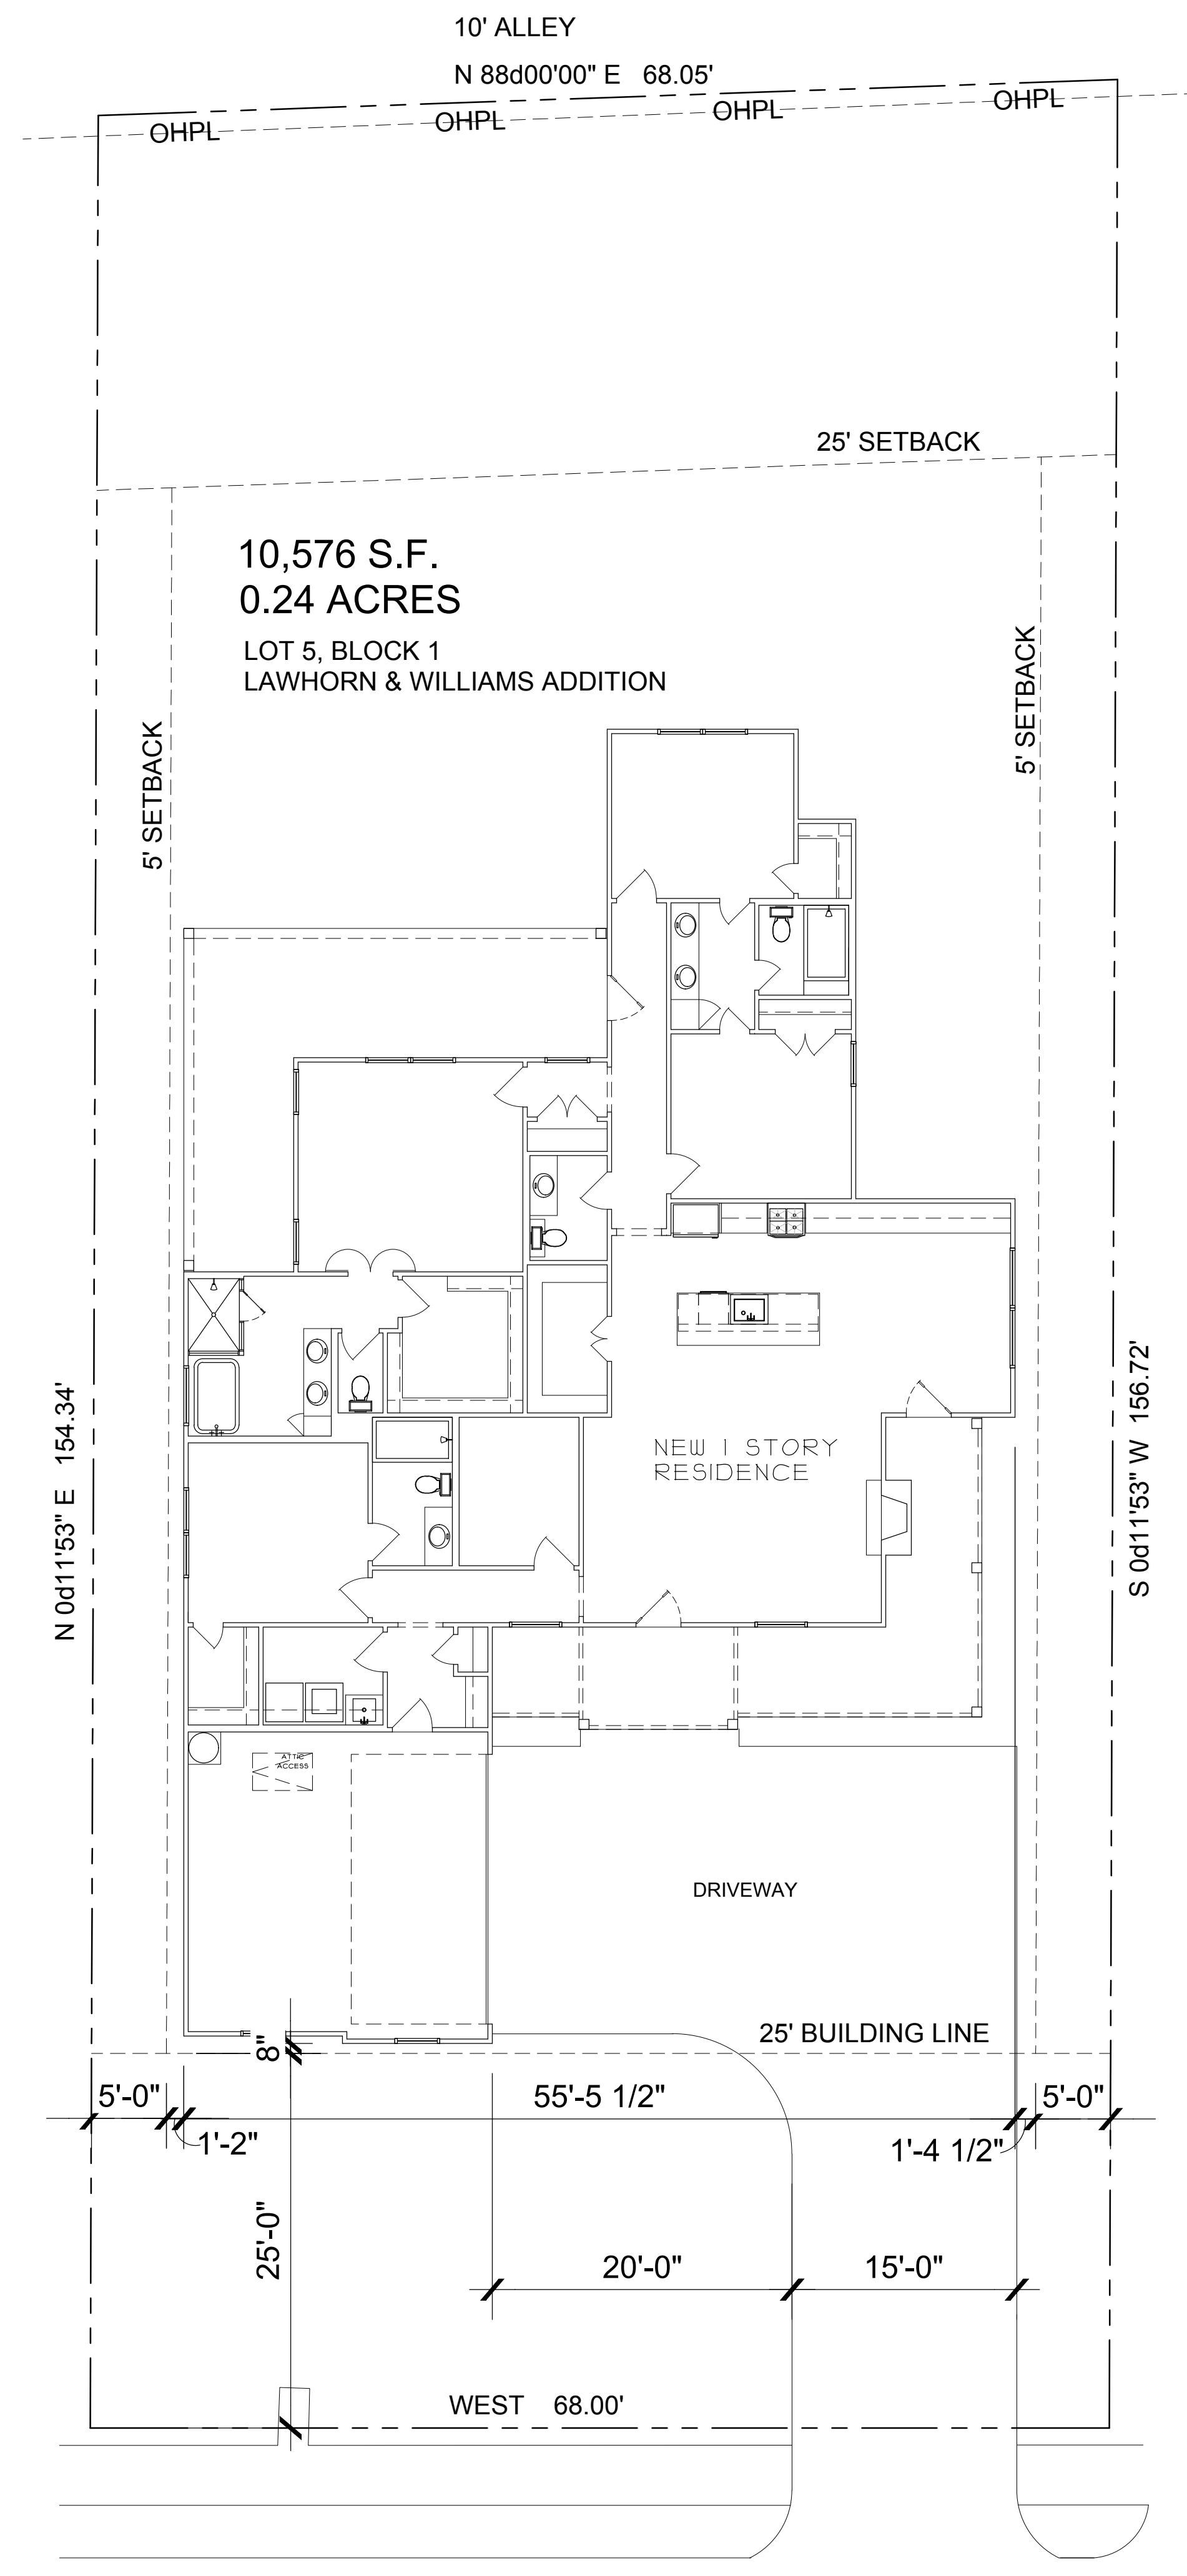 10' ALLEY
N 88d00'00" E 68.05'
OHPL OHPL OHPL OHPL
25' SETBACK
10,576 S.F.
0.24 ACRES
LOT 5, BLOCK 1
LAWHORN & WILLIAMS ADDITION
5' SETBACK
5' SETBACK
N 0d11'53" E 154.34'
S 0d11'53" W 156.72'
NEW 1 STORY
RESIDENCE
ATTIC
ACCESS
DRIVEWAY
25' BUILDING LINE
8"
5'-0"
55'-5 1/2"
5'-0"
1'-2"
1'-4 1/2"
25'-0"
20'-0"
15'-0"
WEST 68.00'